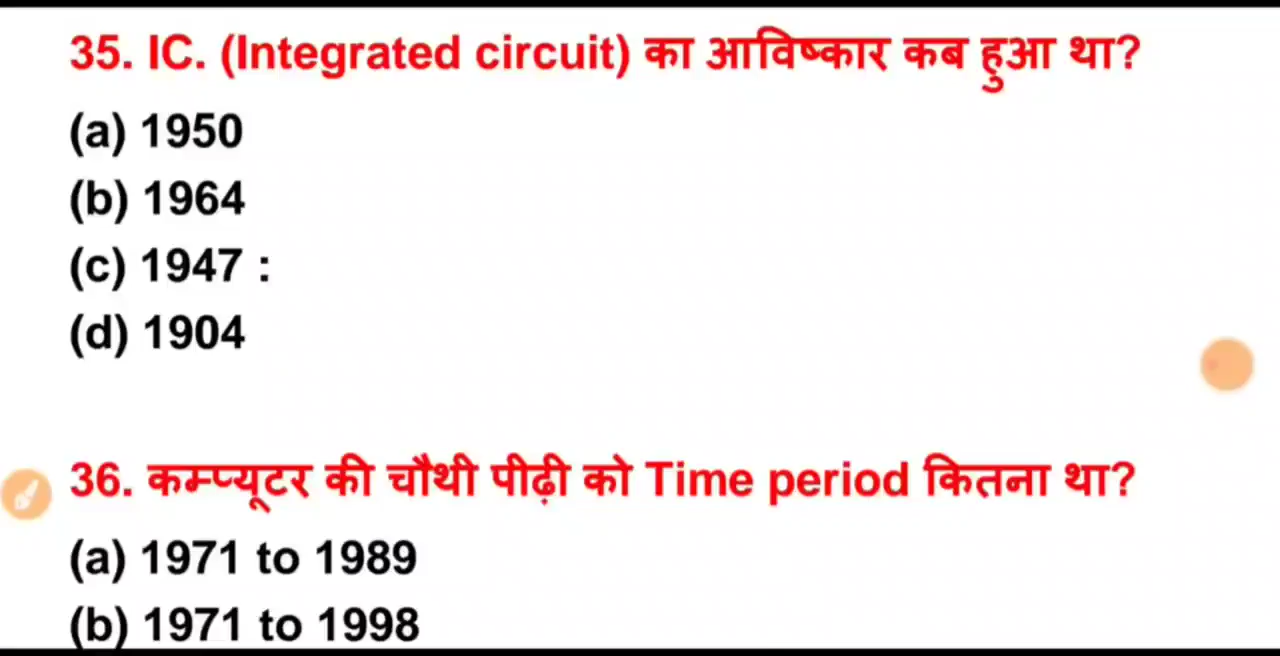 35. IC. (Integrated circuit) का आविष्कार कब हुआ था?
(a) 1950
(b) 1964
(c) 1947 :
(d) 1904
36. कम्प्यूटर की चौथी पीढ़ी को Time period कितना था?
(a) 1971 to 1989
(b) 1971 to 1998